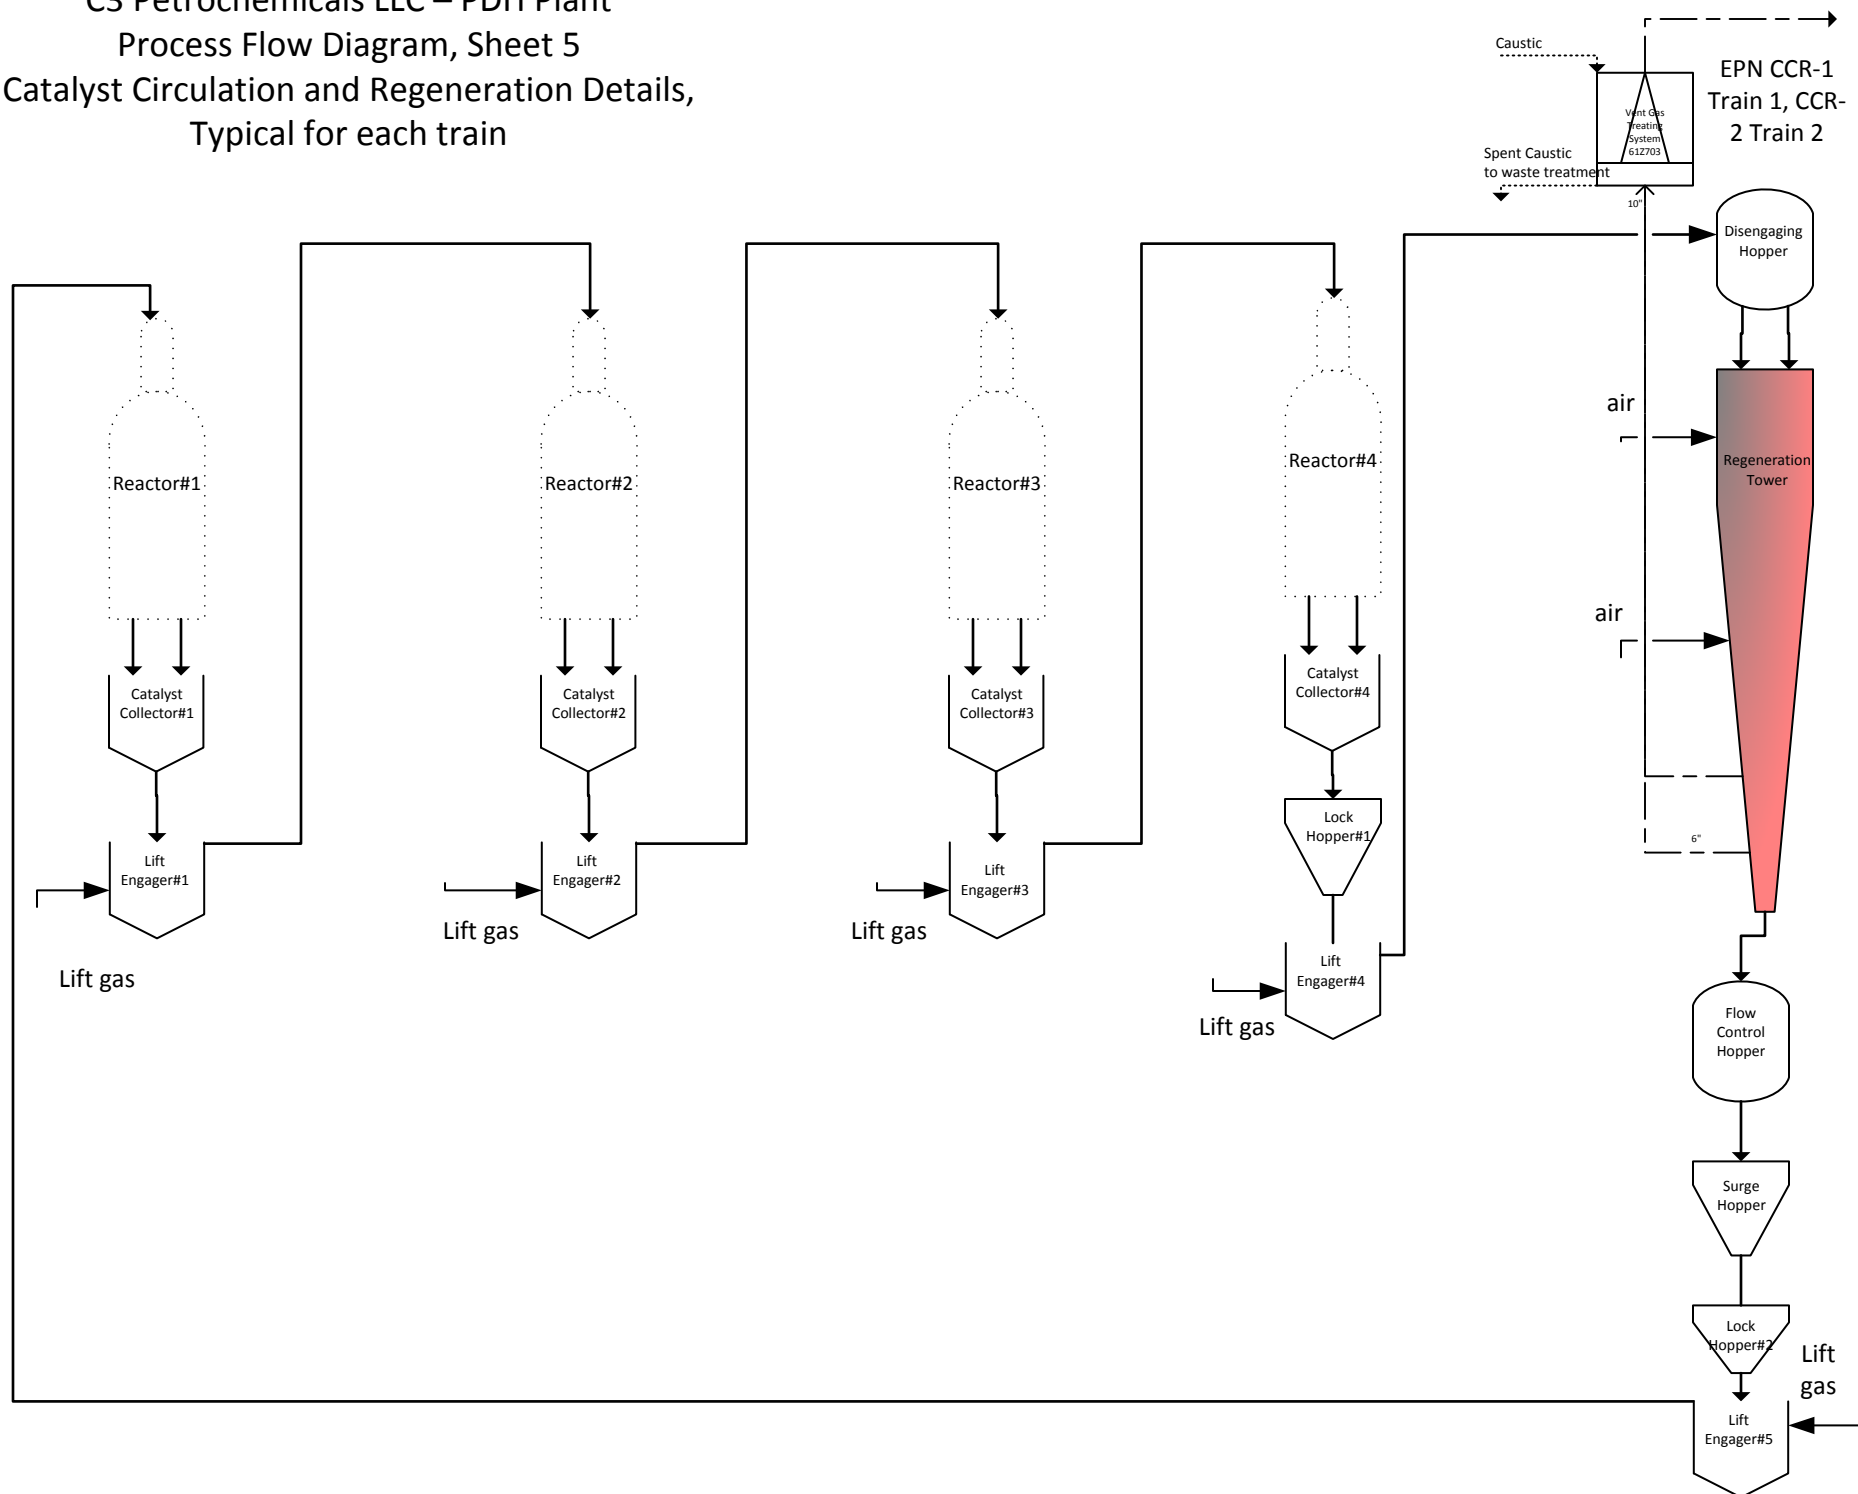 C3 Petrochemicals LLC – PDH Plant
Process Flow Diagram, Sheet 5
Catalyst Circulation and Regeneration Details,
Typical for each train
Caustic
EPN CCR-1
Train 1, CCR-
2 Train 2
Vent Gas
Treating
System
61Z703
Spent Caustic
to waste treatment
10"
Disengaging
Hopper
air
Regeneration
Tower
Reactor#1
Reactor#2
Reactor#3
Reactor#4
air
Catalyst
Collector#1
Catalyst
Collector#2
Catalyst
Collector#3
Catalyst
Collector#4
Lock
Hopper#1
6"
Lift
Engager#1
Lift
Engager#2
Lift
Engager#3
Lift
Engager#4
Lift gas
Lift gas
Lift gas
Lift gas
Flow
Control
Hopper
Surge
Hopper
Lock
Hopper#2
Lift
gas
Lift
Engager#5